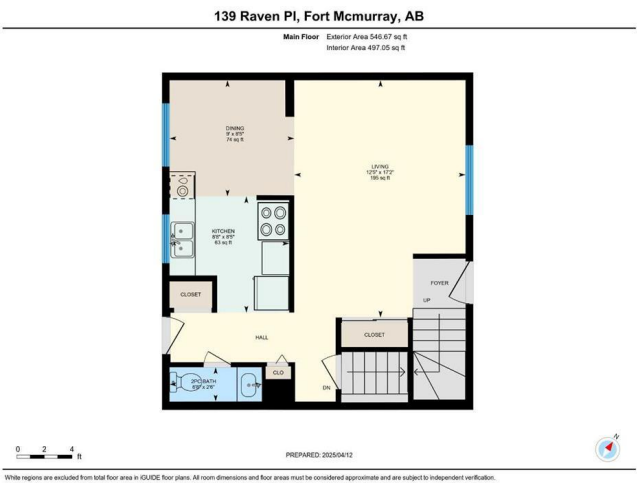 139 Raven Pl, Fort Mcmurray, AB
Main Floor Exterior Area 546.67 sq ft
Interior Area 497.05 sq ft
DINING
9' x 8'5"
74 sq ft
LIVING
12'5" x 17'2"
195 sq ft
KITCHEN
8'8" x 8'5"
63 sq ft
CLOSET
FOYER
UP
HALL
CLOSET
CLO
2PC BATH
6'8" x 2'6"
DN
0 2 4
ft
PREPARED: 2025/04/12
N
White regions are excluded from total floor area in iGUIDE floor plans. All room dimensions and floor areas must be considered approximate and are subject to independent verification.